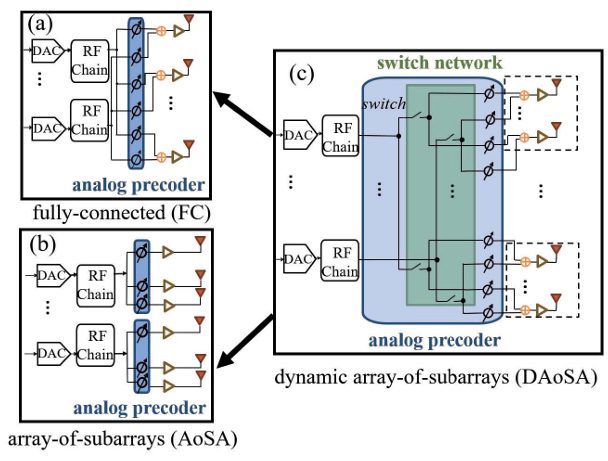 (a)
DAC
RF
Chain
...
DAC
RF
Chain
...
analog precoder
fully-connected (FC)
(b)
DAC
RF
Chain
...
DAC
RF
Chain
analog precoder
array-of-subarrays (AoSA)
(c)
switch network
switch
DAC
RF
Chain
...
...
...
...
...
DAC
RF
Chain
...
analog precoder
dynamic array-of-subarrays (DAoSA)